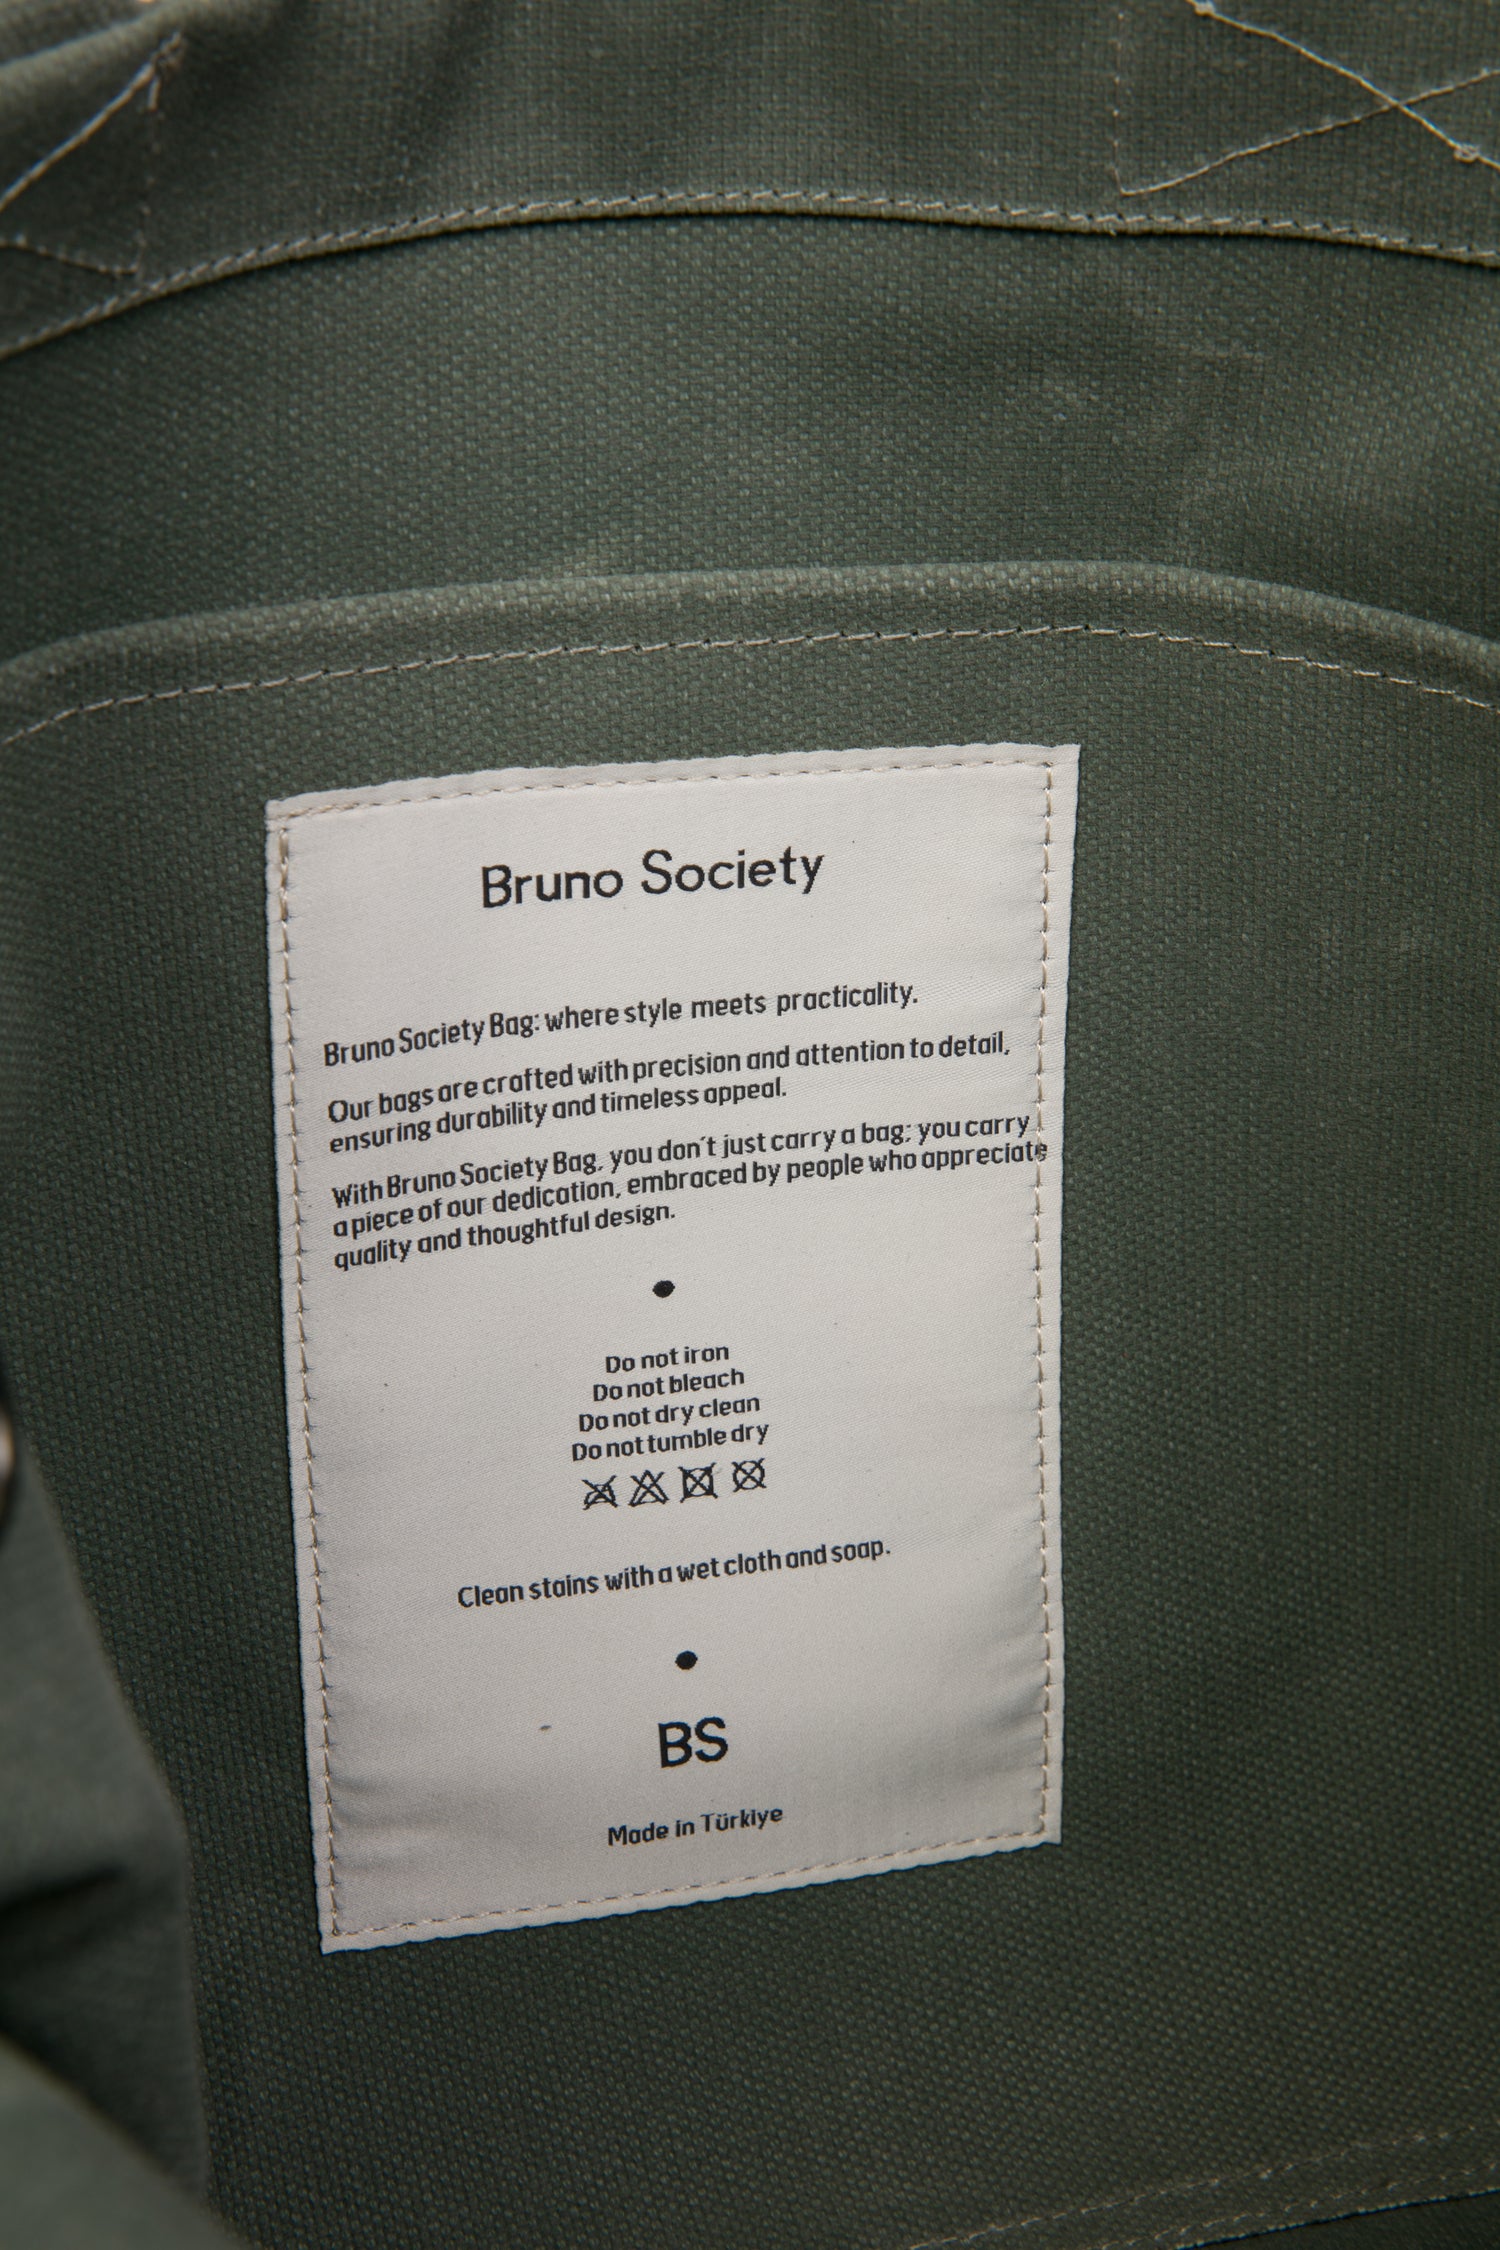 Bruno Society
Bruno Society Bag: where style meets practicality.
Our bags are crafted with precision and attention to detail,
ensuring durability and timeless appeal.
With Bruno Society Bag, you don't just carry a bag; you carry
a piece of our dedication, embraced by people who appreciate
quality and thoughtful design.
•
Do not iron
Do not bleach
Do not dry clean
Do not tumble dry
Clean stains with a wet cloth and soap.
•
BS
Made in Türkiye